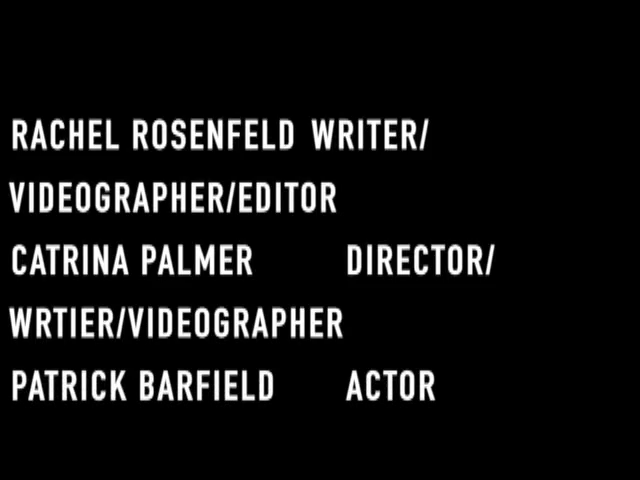 RACHEL ROSENFELD WRITER/
VIDEOGRAPHER/EDITOR
CATRINA PALMER DIRECTOR/
WRTIER/VIDEOGRAPHER
PATRICK BARFIELD ACTOR